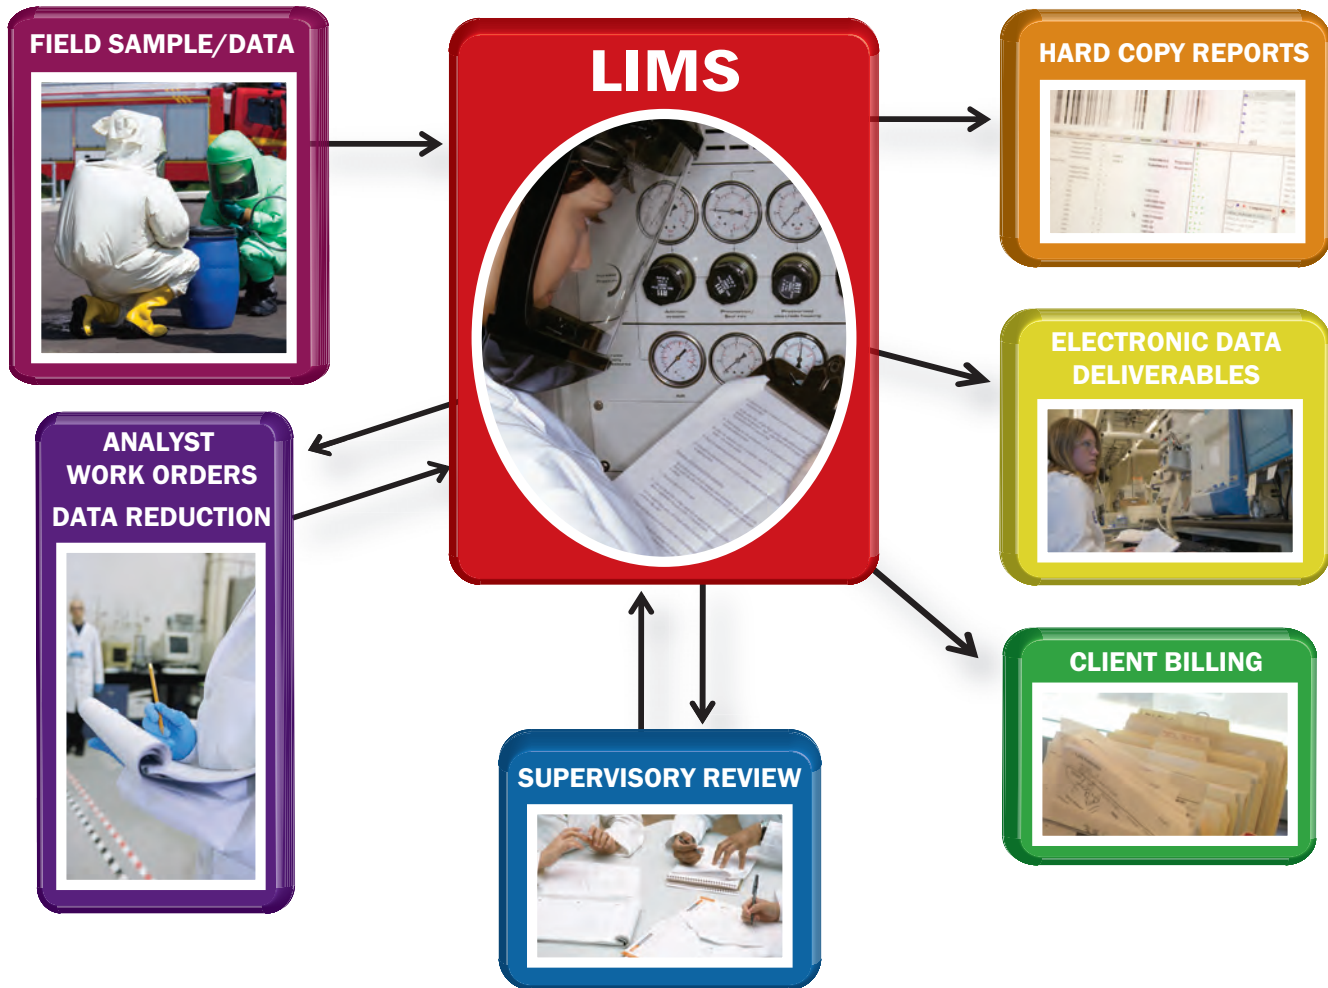 FIELD SAMPLE/DATA
LIMS
HARD COPY REPORTS
ELECTRONIC DATA
DELIVERABLES
ANALYST
WORK ORDERS
DATA REDUCTION
CLIENT BILLING
SUPERVISORY REVIEW